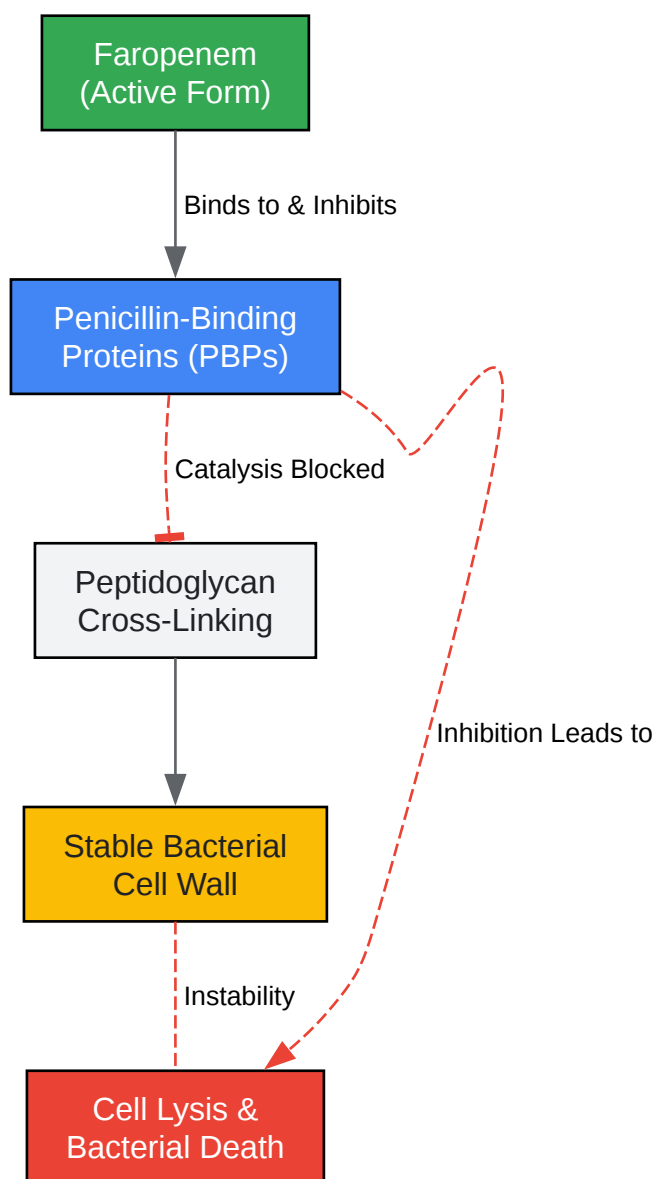 Faropenem
(Active Form)
Binds to & Inhibits
Penicillin-Binding
Proteins (PBPs)
Catalysis Blocked
Peptidoglycan
Cross-Linking
Inhibition Leads to
Stable Bacterial
Cell Wall
Instability
Cell Lysis &
Bacterial Death